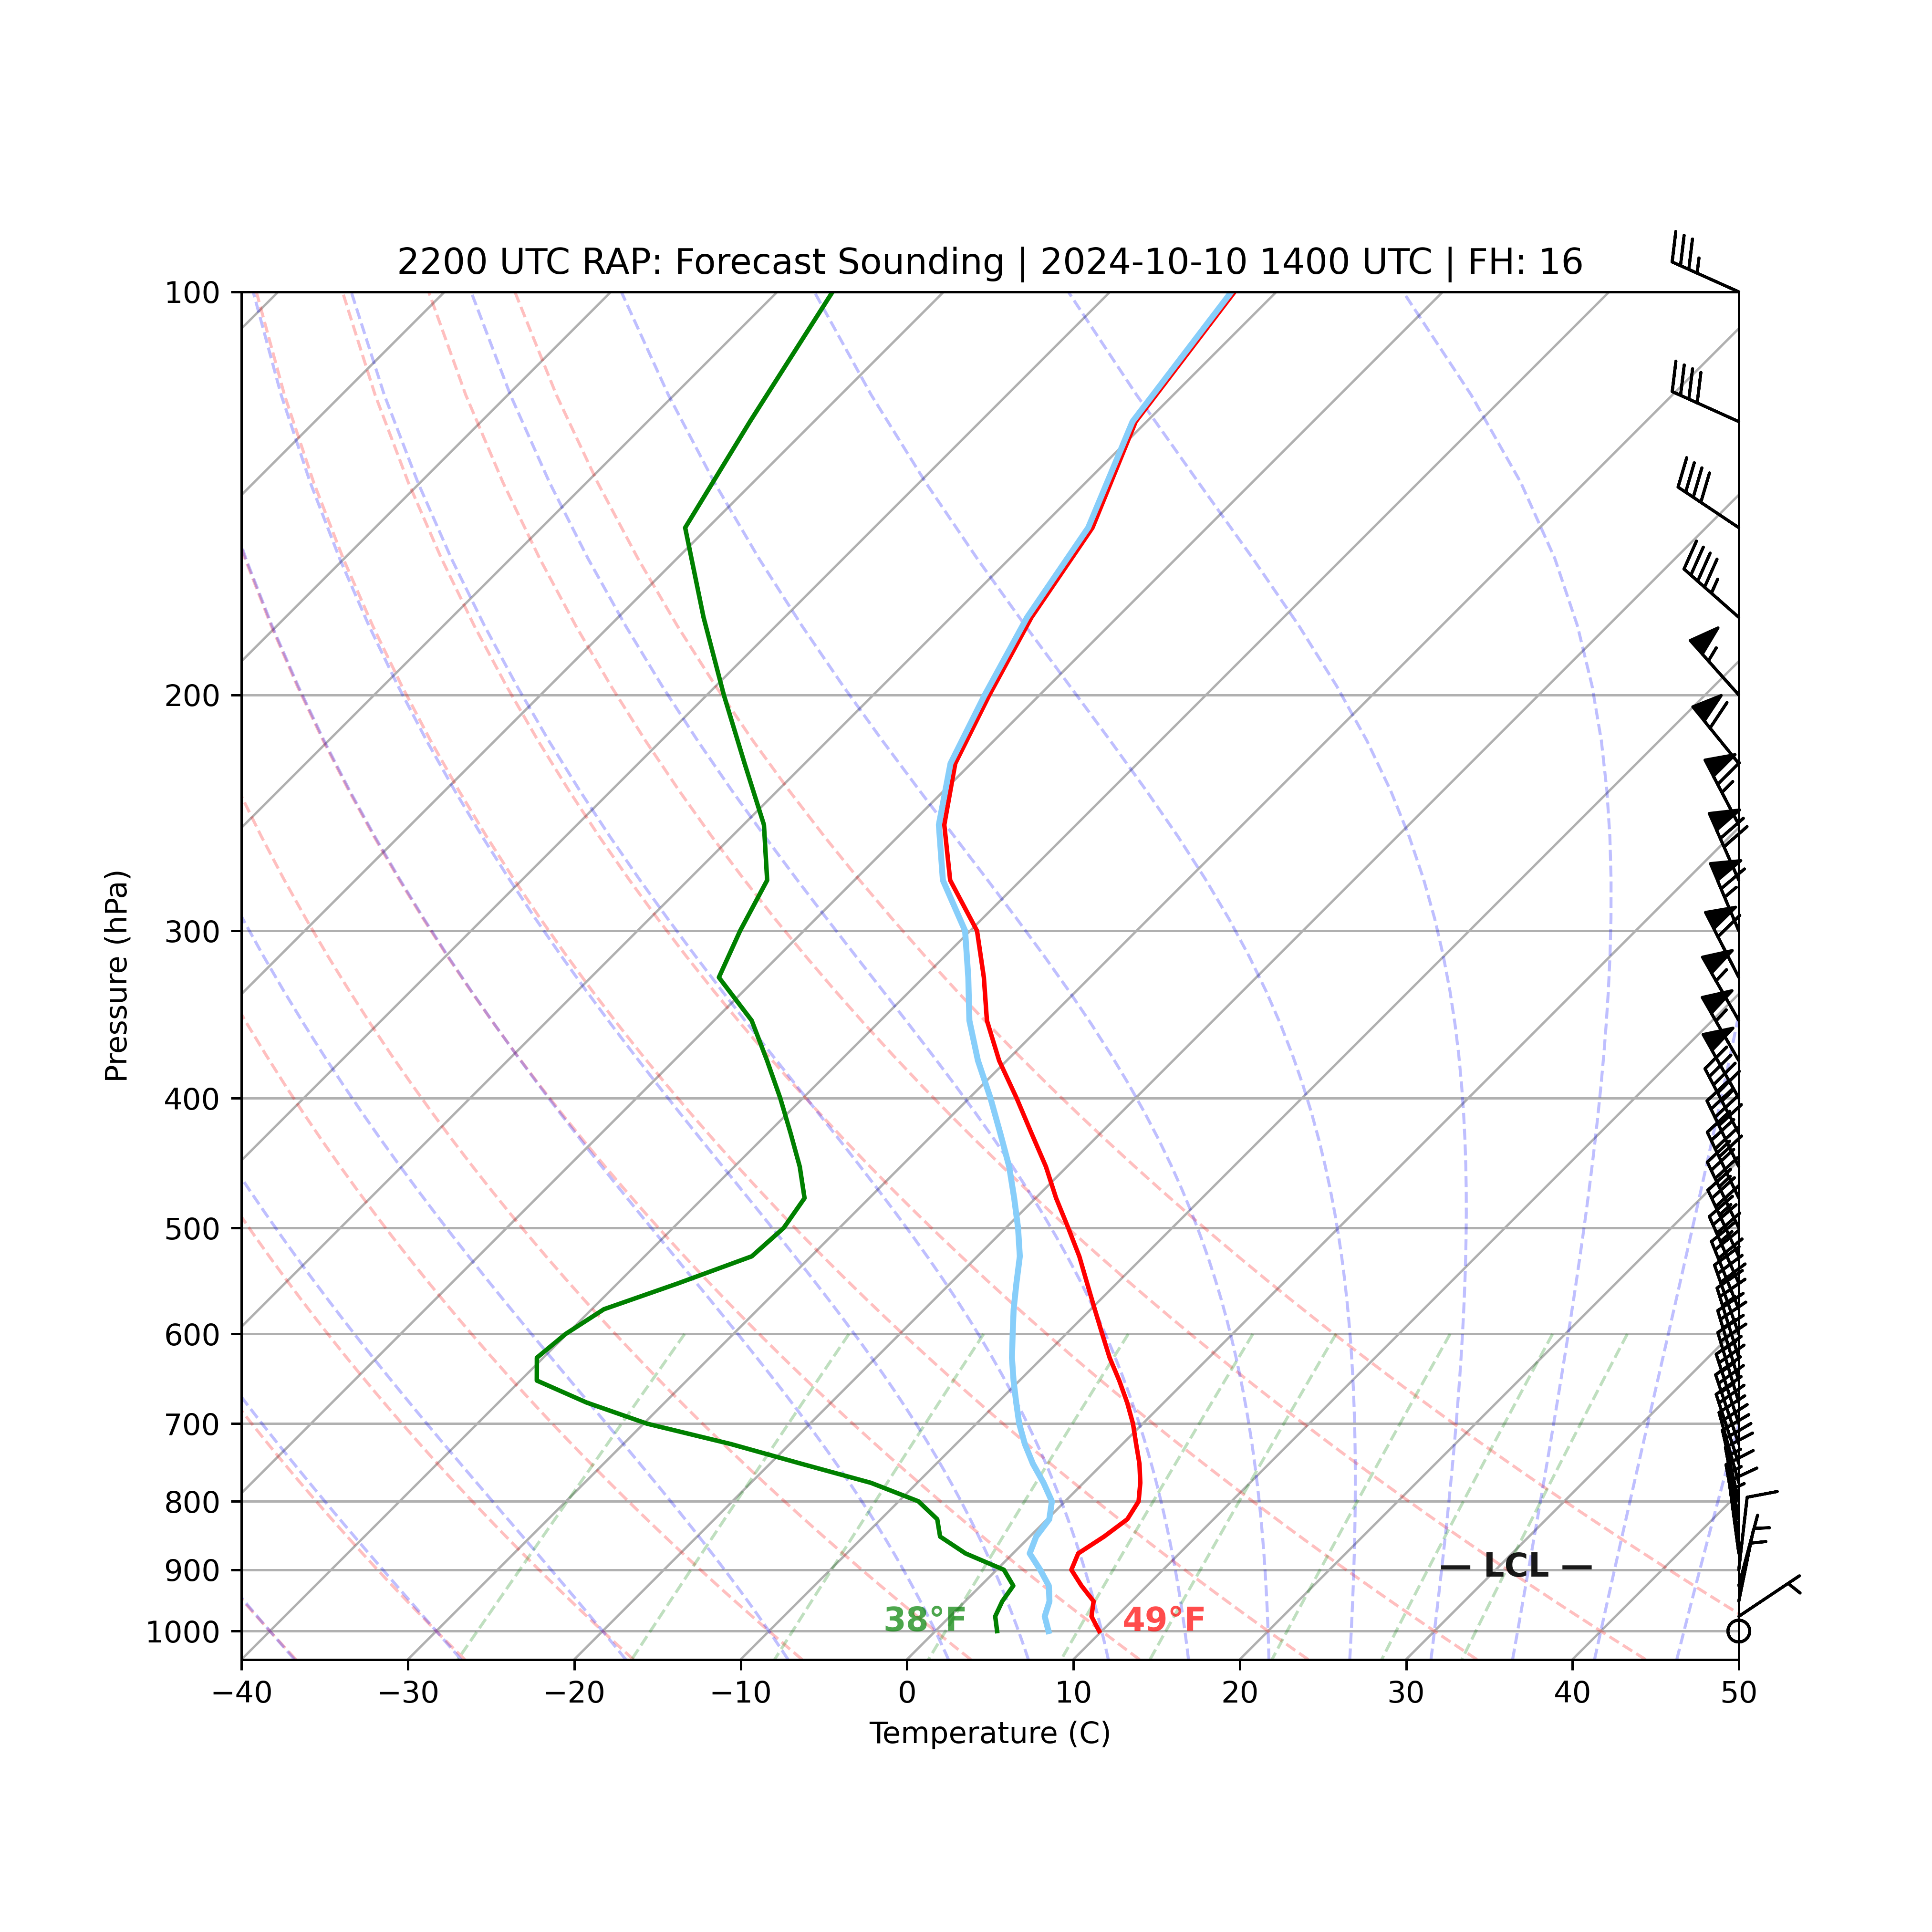 2200 UTC RAP: Forecast Sounding | 2024-10-10 1400 UTC | FH: 16
100
200
300
400
500
600
700
800
900
1000
Pressure (hPa)
— LCL —
38°F
49°F
−40 −30 −20 −10 0 10 20 30 40 50
Temperature (C)